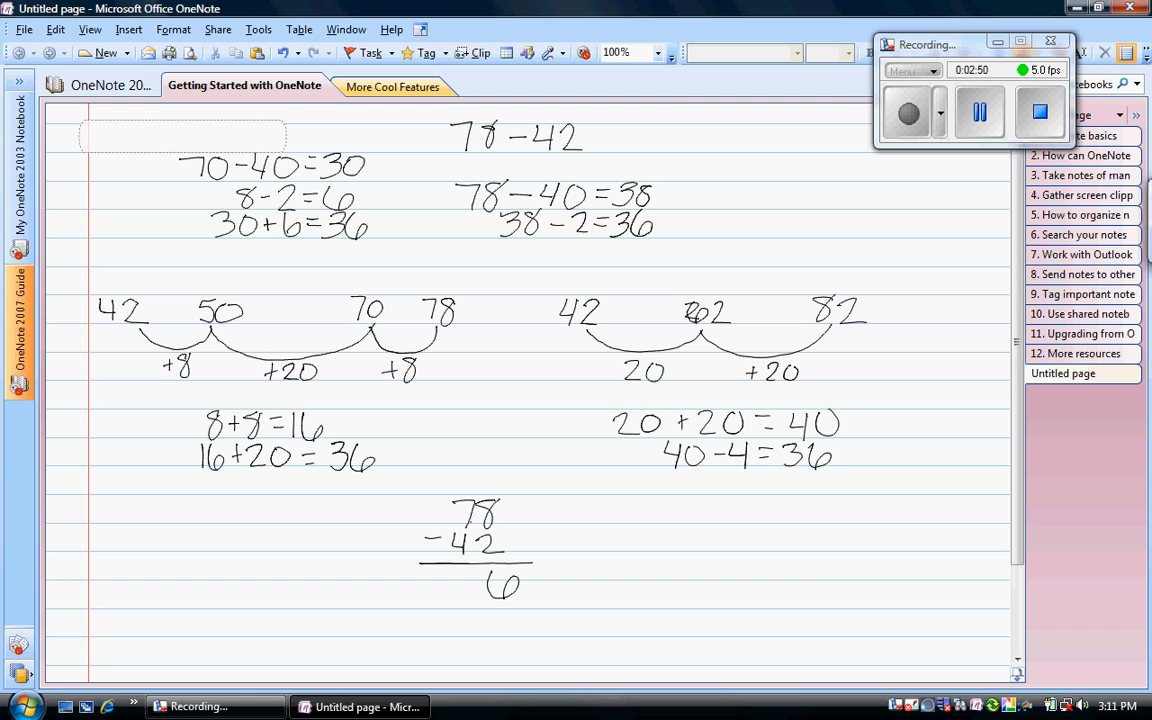 Untitled page - Microsoft Office OneNote
File Edit View Insert Format Share Tools Table Window Help
New Task Tag Clip 100%
Recording...
Menu 0:02:50 5.0 fps
OneNote 20... Getting Started with OneNote More Cool Features
My OneNote 2003 Notebook
OneNote 2007 Guide
78 - 42
70 - 40 = 30
8 - 2 = 6
30 + 6 = 36
78 - 40 = 38
38 - 2 = 36
42 50 70 78
+8 +20 +8
8 + 8 = 16
16 + 20 = 36
42 62 82
20 +20
20 + 20 = 40
40 - 4 = 36
78
- 42
6
ebooks
page
te basics
2. How can OneNote
3. Take notes of man
4. Gather screen clipp
5. How to organize n
6. Search your notes
7. Work with Outlook
8. Send notes to other
9. Tag important note
10. Use shared noteb
11. Upgrading from O
12. More resources
Untitled page
Recording... Untitled page - Micr... 3:11 PM